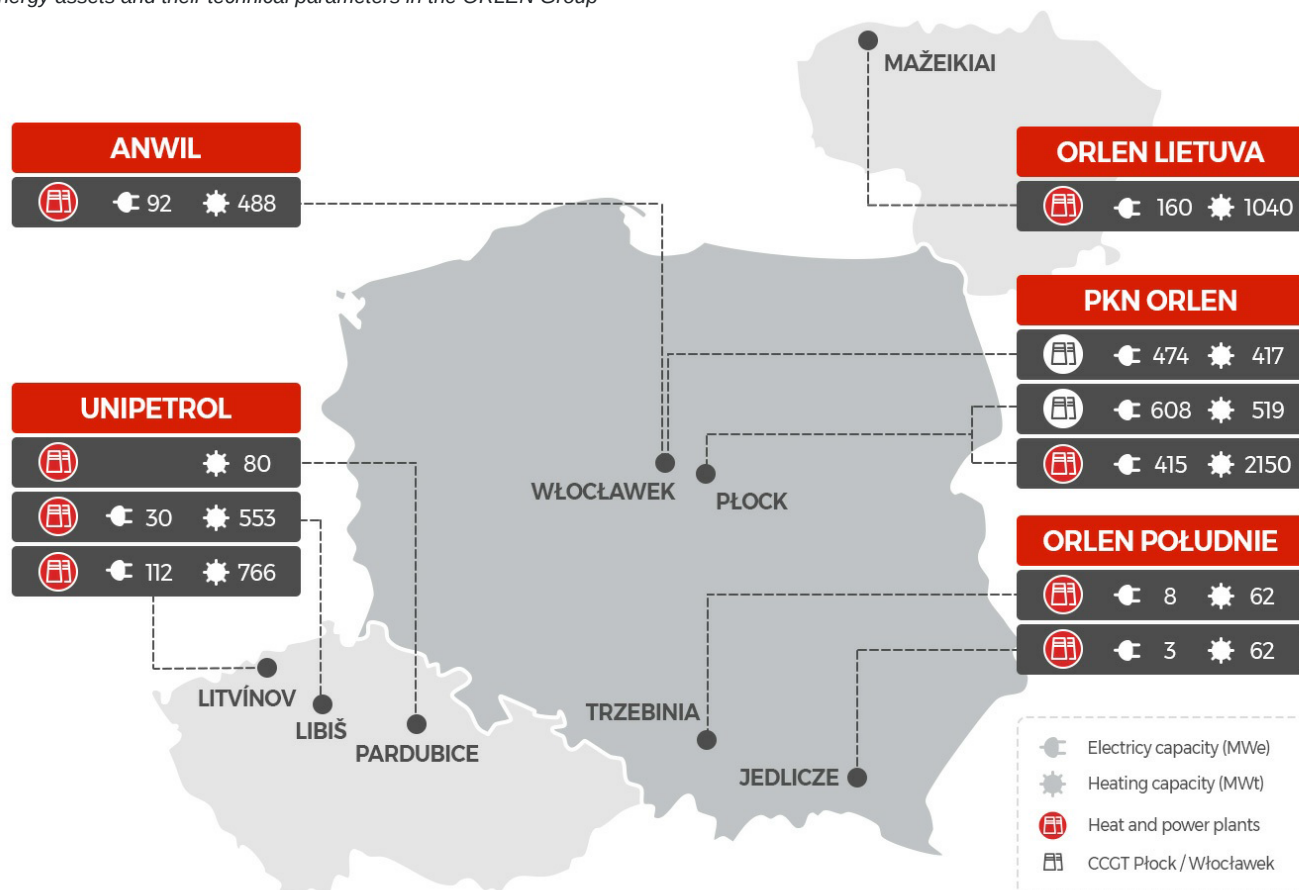 energy assets and their technical parameters in the ORLEN Group
MAŽEIKIAI
ANWIL
92 488
ORLEN LIETUVA
160 1040
PKN ORLEN
474 417
608 519
415 2150
UNIPETROL
80
30 553
112 766
WŁOCŁAWEK
PŁOCK
ORLEN POŁUDNIE
8 62
3 62
LITVÍNOV
LIBIŠ
PARDUBICE
TRZEBINIA
JEDLICZE
Electricy capacity (MWe)
Heating capacity (MWt)
Heat and power plants
CCGT Płock / Włocławek